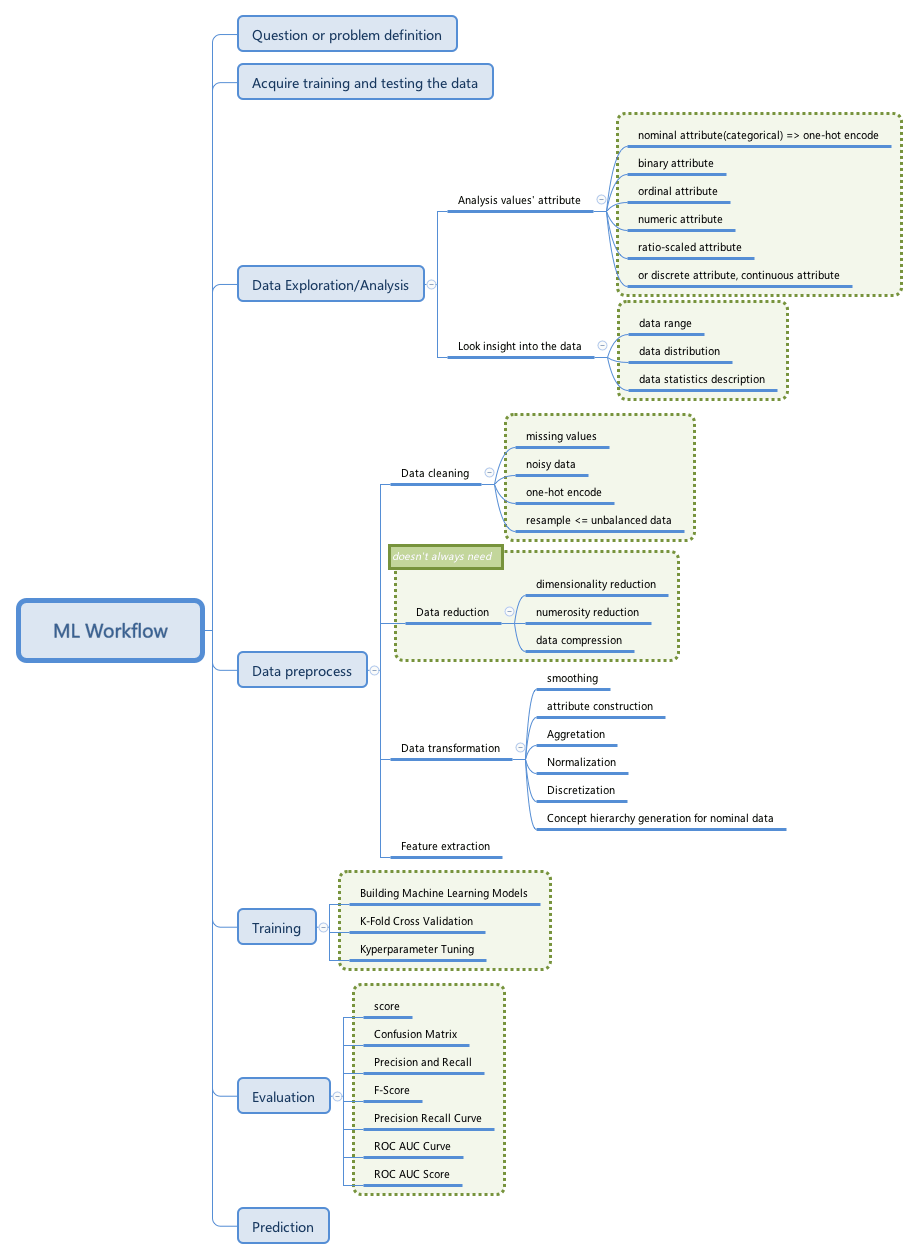 ML Workflow
Question or problem definition
Acquire training and testing the data
Data Exploration/Analysis
Analysis values' attribute
nominal attribute(categorical) => one-hot encode
binary attribute
ordinal attribute
numeric attribute
ratio-scaled attribute
or discrete attribute, continuous attribute
Look insight into the data
data range
data distribution
data statistics description
Data preprocess
Data cleaning
missing values
noisy data
one-hot encode
resample <= unbalanced data
doesn't always need
Data reduction
dimensionality reduction
numerosity reduction
data compression
Data transformation
smoothing
attribute construction
Aggretation
Normalization
Discretization
Concept hierarchy generation for nominal data
Feature extraction
Training
Building Machine Learning Models
K-Fold Cross Validation
Kyperparameter Tuning
Evaluation
score
Confusion Matrix
Precision and Recall
F-Score
Precision Recall Curve
ROC AUC Curve
ROC AUC Score
Prediction